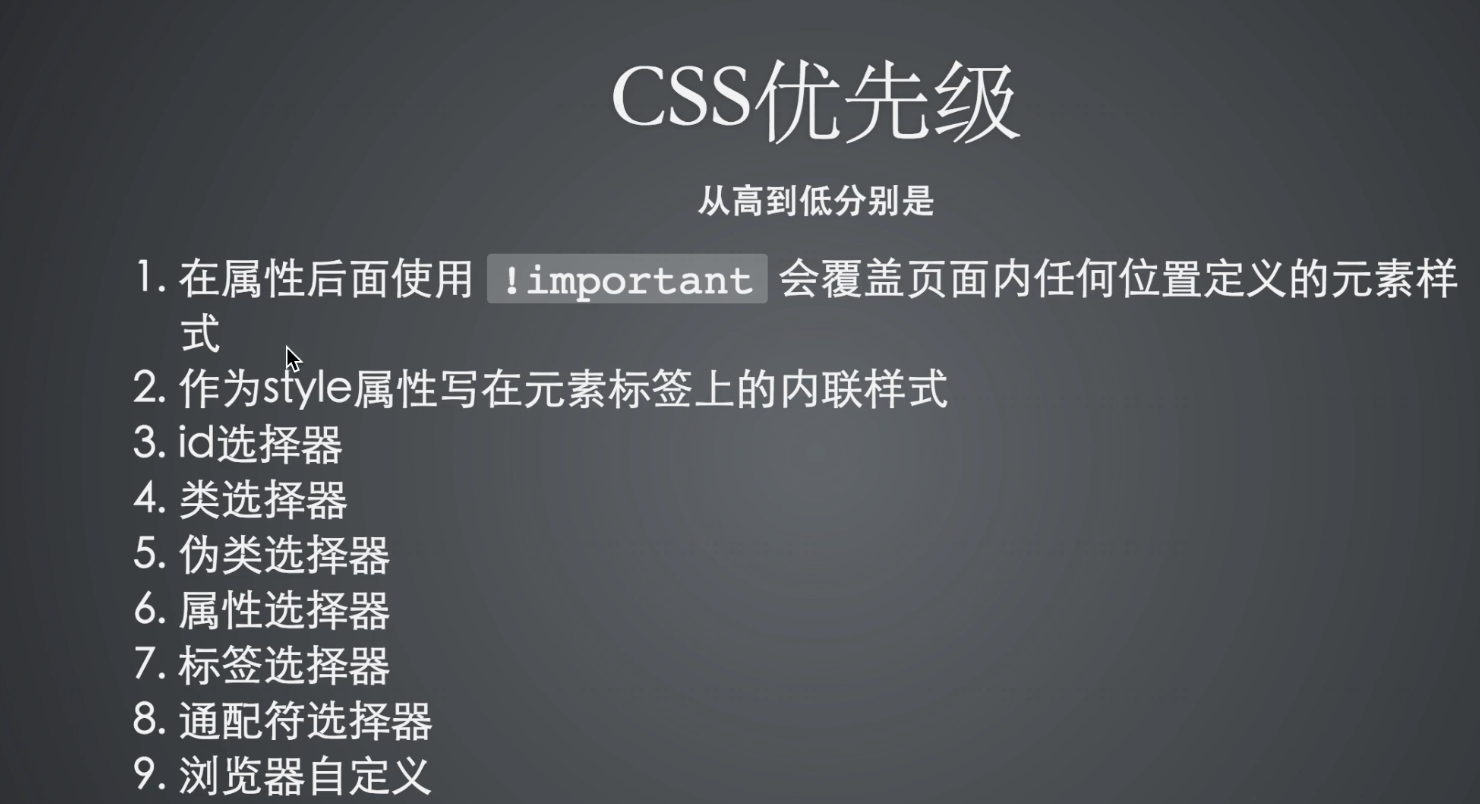 CSS优先级
从高到低分别是
1. 在属性后面使用 !important 会覆盖页面内任何位置定义的元素样
式
2. 作为style属性写在元素标签上的内联样式
3. id选择器
4. 类选择器
5. 伪类选择器
6. 属性选择器
7. 标签选择器
8. 通配符选择器
9. 浏览器自定义